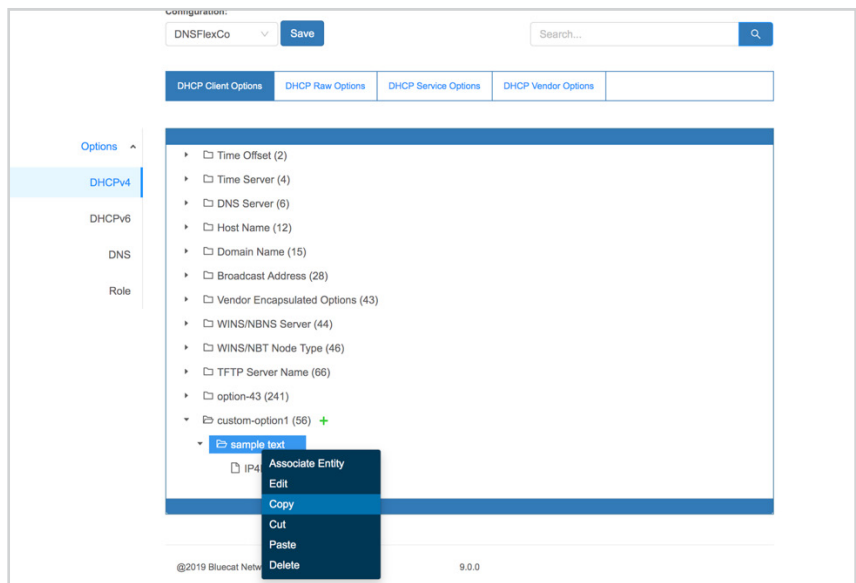 Configuration:
DNSFlexCo
Save
Search...
DHCP Client Options
DHCP Raw Options
DHCP Service Options
DHCP Vendor Options
Options
DHCPv4
DHCPv6
DNS
Role
Time Offset (2)
Time Server (4)
DNS Server (6)
Host Name (12)
Domain Name (15)
Broadcast Address (28)
Vendor Encapsulated Options (43)
WINS/NBNS Server (44)
WINS/NBT Node Type (46)
TFTP Server Name (66)
option-43 (241)
custom-option1 (56) +
sample text
IP4
Associate Entity
Edit
Copy
Cut
Paste
Delete
@2019 Bluecat Netw
9.0.0